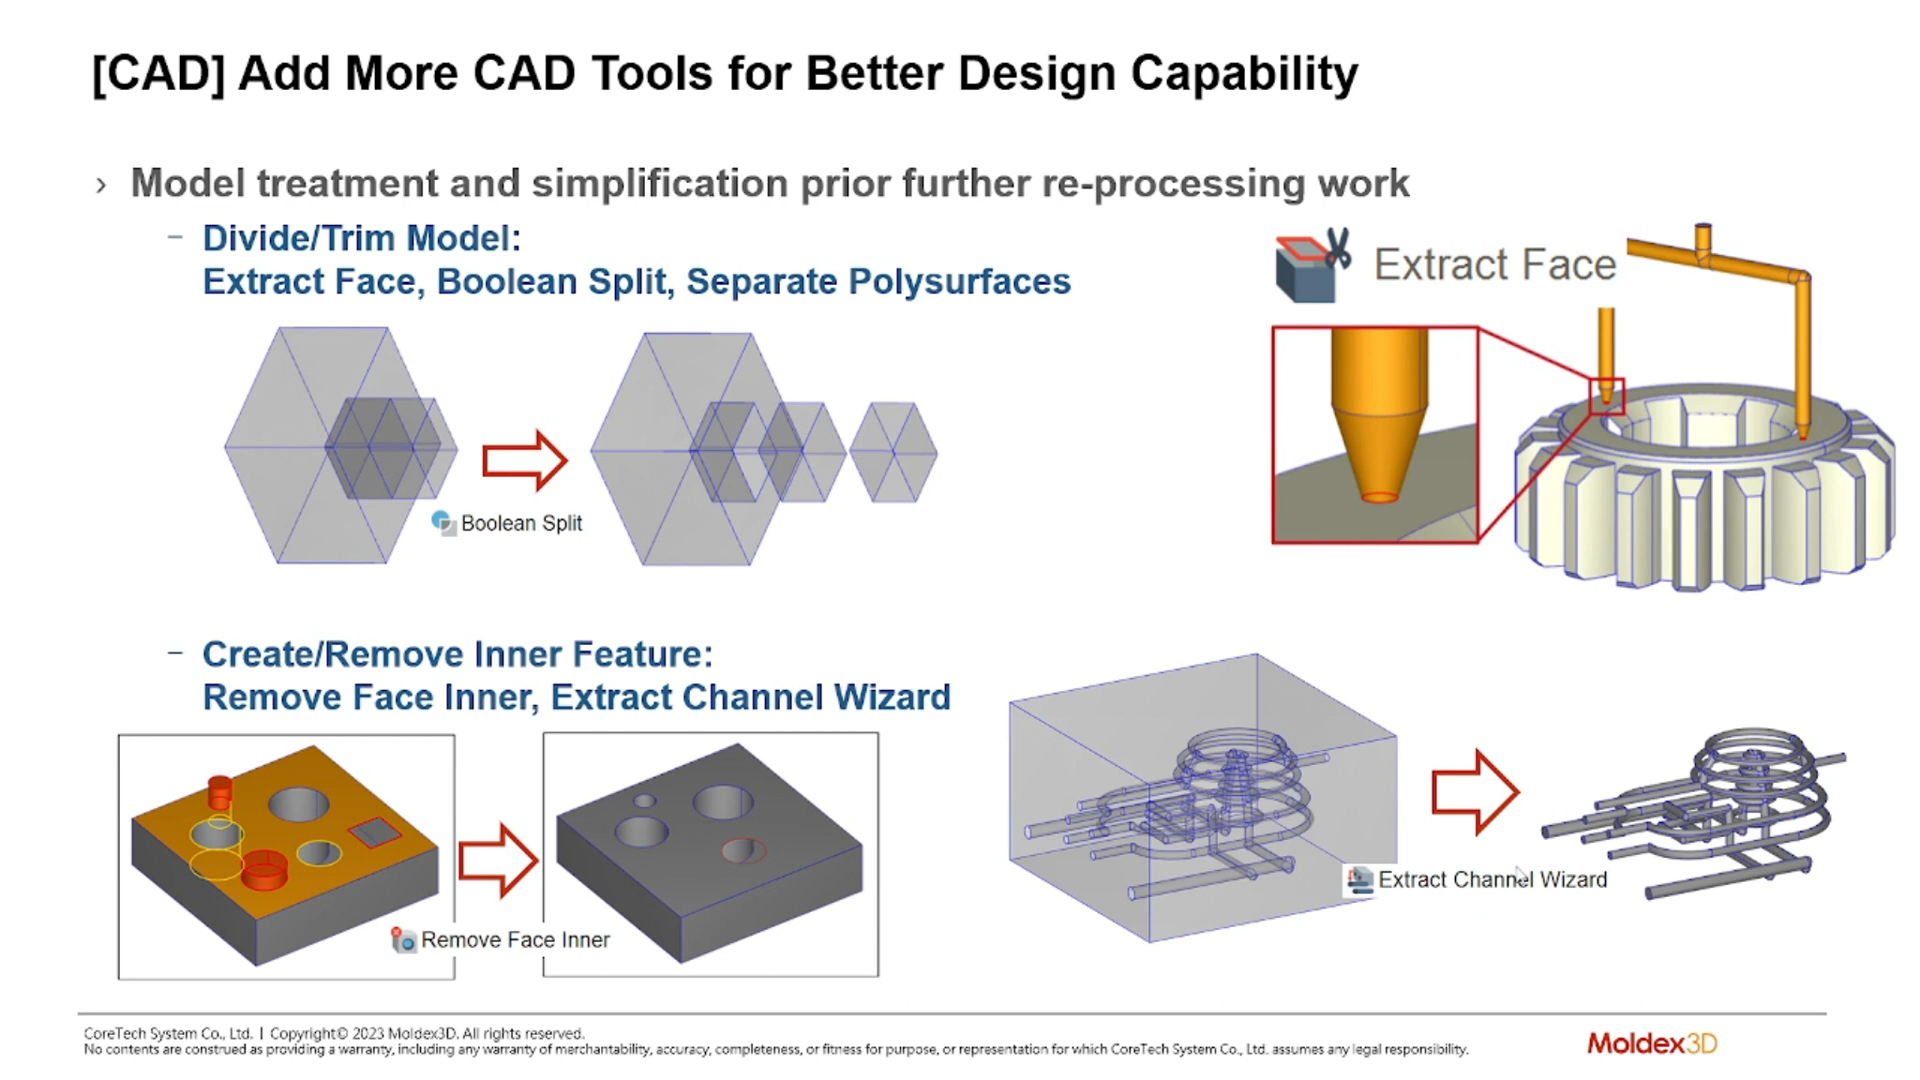 [CAD] Add More CAD Tools for Better Design Capability
› Model treatment and simplification prior further re-processing work
– Divide/Trim Model:
Extract Face, Boolean Split, Separate Polysurfaces
Extract Face
Boolean Split
– Create/Remove Inner Feature:
Remove Face Inner, Extract Channel Wizard
Extract Channel Wizard
Remove Face Inner
CoreTech System Co., Ltd. | Copyright© 2023 Moldex3D. All rights reserved.
No contents are construed as providing a warranty, including any warranty of merchantability, accuracy, completeness, or fitness for purpose, or representation for which CoreTech System Co., Ltd. assumes any legal responsibility.
Moldex3D